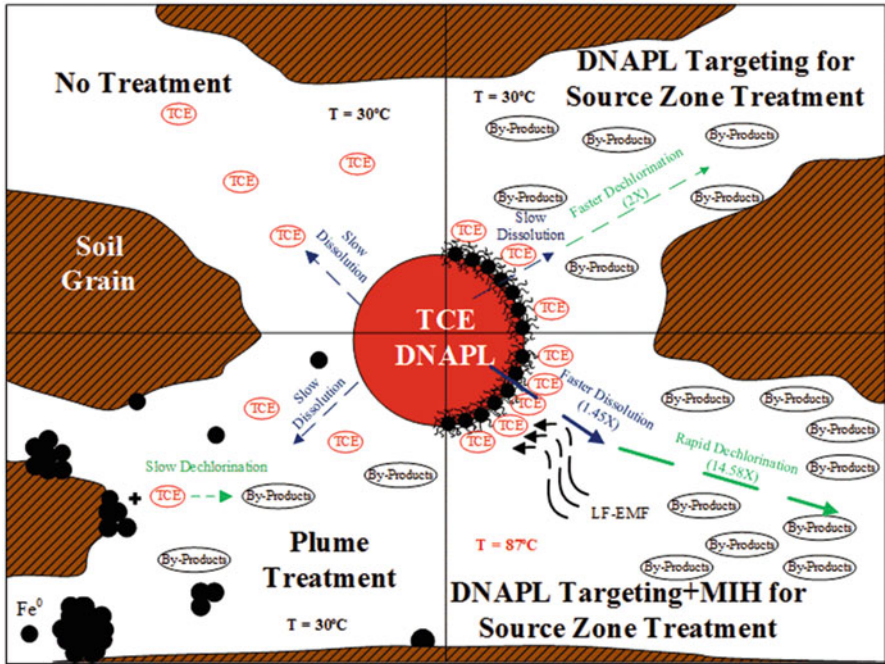 No Treatment
T = 30°C
TCE
TCE
TCE
TCE
Slow
Dissolution
Soil
Grain
DNAPL Targeting for
Source Zone Treatment
T = 30°C
By-Products
By-Products
By-Products
By-Products
By-Products
By-Products
Faster Dechlorination
(2X)
Slow
Dissolution
TCE
TCE
TCE
TCE
DNAPL
Slow
Dissolution
TCE
TCE
Slow Dechlorination
+
TCE
By-Products
By-Products
By-Products
Plume
Treatment
T = 30°C
Fe⁰
TCE
TCE
TCE
TCE
TCE
Faster Dissolution
(1.45X)
Rapid Dechlorination
(14.58X)
LF-EMF
T = 87°C
By-Products
By-Products
By-Products
By-Products
By-Products
By-Products
By-Products
By-Products
By-Products
DNAPL Targeting+MIH for
Source Zone Treatment